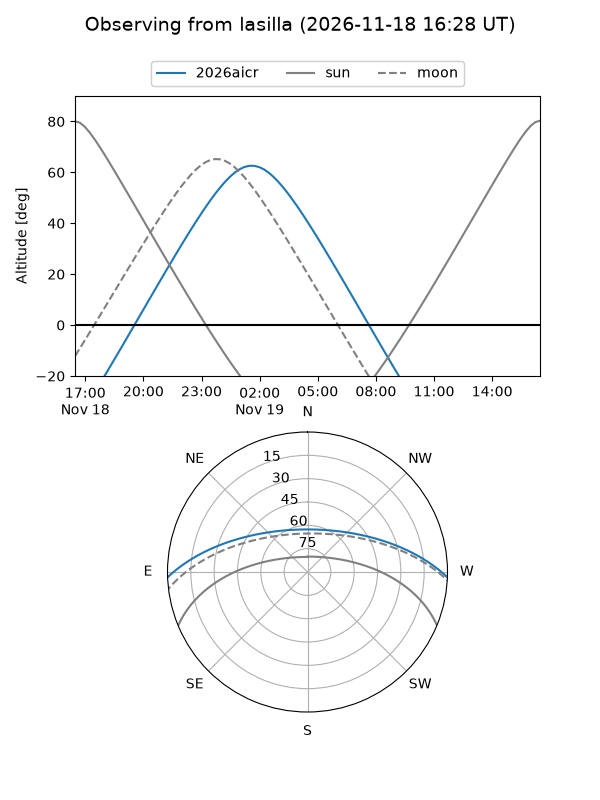 Observing from lasilla (2026-11-18 16:28 UT)
2026aicr sun moon
Altitude [deg]
80
60
40
20
0
−20
17:00 20:00 23:00 02:00 05:00 08:00 11:00 14:00
Nov 18 Nov 19
N
NE NW
15
30
45
60
75
E W
SE SW
S